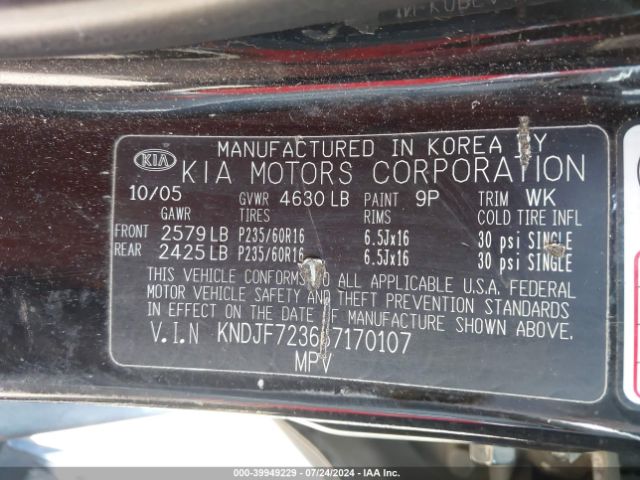 MANUFACTURED IN KOREA BY
KIA KIA MOTORS CORPORATION
10/05 GVWR 4630 LB PAINT 9P TRIM WK
GAWR TIRES RIMS COLD TIRE INFL
FRONT 2579 LB P235/60R16 6.5Jx16 30 psi SINGLE
REAR 2425 LB P235/60R16 6.5Jx16 30 psi SINGLE
THIS VEHICLE CONFORMS TO ALL APPLICABLE U.S.A. FEDERAL
MOTOR VEHICLE SAFETY AND THEFT PREVENTION STANDARDS
IN EFFECT ON THE DATE OF MANUFACTURE SHOWN ABOVE.
V.I.N
MPV
000-39949229 - 07/24/2024 - IAAI.COM